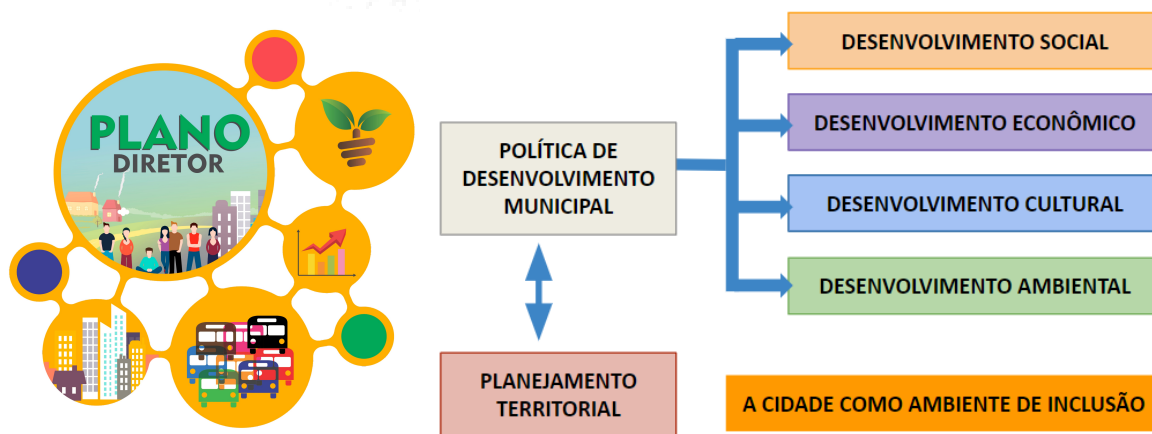 PLANO
DIRETOR
POLÍTICA DE
DESENVOLVIMENTO
MUNICIPAL
PLANEJAMENTO
TERRITORIAL
DESENVOLVIMENTO SOCIAL
DESENVOLVIMENTO ECONÔMICO
DESENVOLVIMENTO CULTURAL
DESENVOLVIMENTO AMBIENTAL
A CIDADE COMO AMBIENTE DE INCLUSÃO